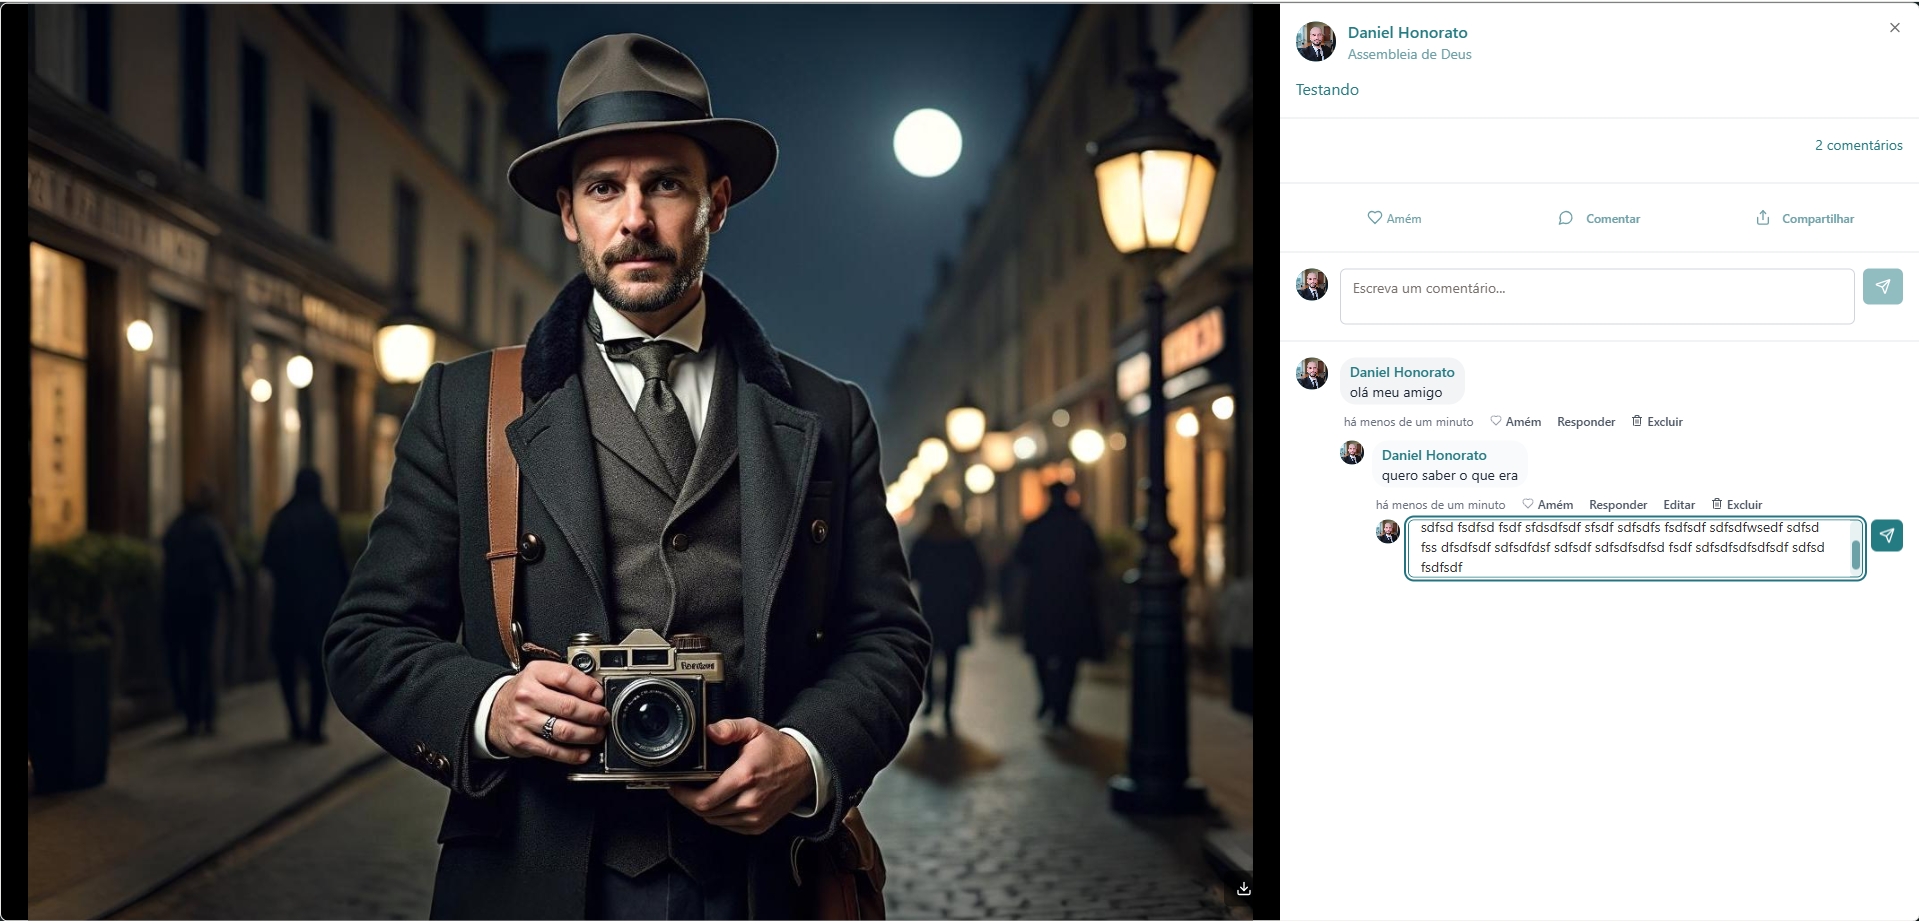 Daniel Honorato
Assembleia de Deus
Testando
2 comentários
Amém
Comentar
Compartilhar
Escreva um comentário...
Daniel Honorato
olá meu amigo
há menos de um minuto Amém Responder Excluir
Daniel Honorato
quero saber o que era
há menos de um minuto Amém Responder Editar Excluir
sdfsd fsdfsd fsdf sfdsdfsdf sfsdf sdfsdfs fsdfsdf sdfsdfwsedf sdfsd
fss dfsdfsdf sdfsdfdsf sdfsdf sdfsdfsdfsd fsdf sdfsdfsdfsdfsdf sdfsd
fsdfsdf